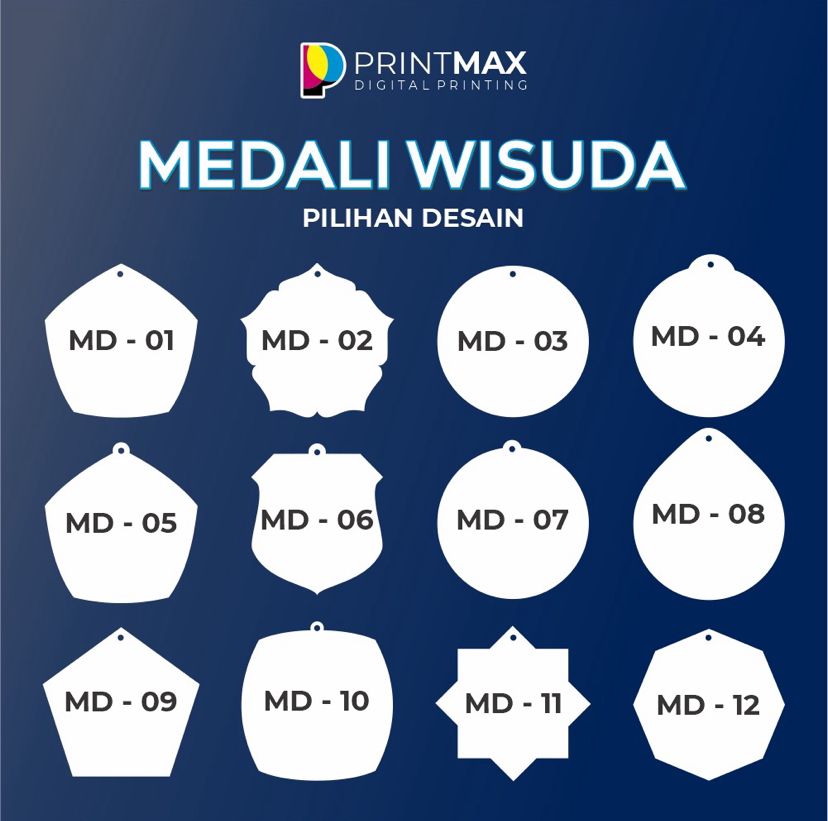 PRINTMAX
DIGITAL PRINTING
MEDALI WISUDA
PILIHAN DESAIN
MD - 01
MD - 02
MD - 03
MD - 04
MD - 05
MD - 06
MD - 07
MD - 08
MD - 09
MD - 10
MD - 11
MD - 12